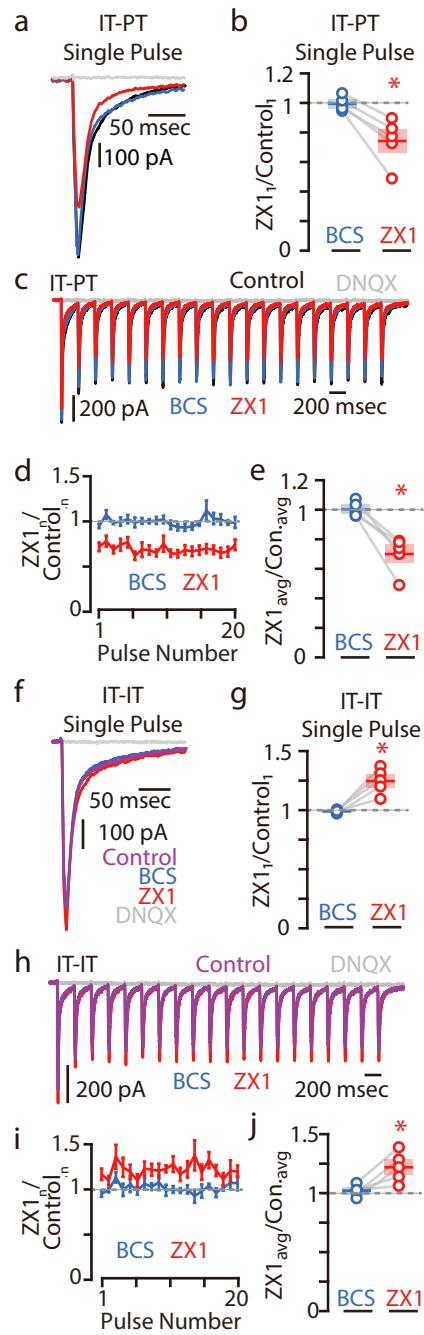 a
IT-PT
Single Pulse
50 msec
100 pA
b
IT-PT
Single Pulse
*
1.2
1
0
ZX1₁/Control₁
BCS
ZX1
c
IT-PT
Control
DNQX
200 pA
BCS
ZX1
200 msec
d
1.5
1
0
ZX1ₙ/
Control.ₙ
BCS
ZX1
1
20
Pulse Number
e
*
1.2
1
0
ZX1avg/Con.avg
BCS
ZX1
f
IT-IT
Single Pulse
50 msec
100 pA
Control
BCS
ZX1
DNQX
g
IT-IT
Single Pulse
*
1.5
1
0
ZX1₁/Control₁
BCS
ZX1
h
IT-IT
Control
DNQX
200 pA
BCS
ZX1
200 msec
i
1.5
1
0
ZX1ₙ/
Control.ₙ
BCS
ZX1
1
20
Pulse Number
j
*
1.5
1
0
ZX1avg/Con.avg
BCS
ZX1